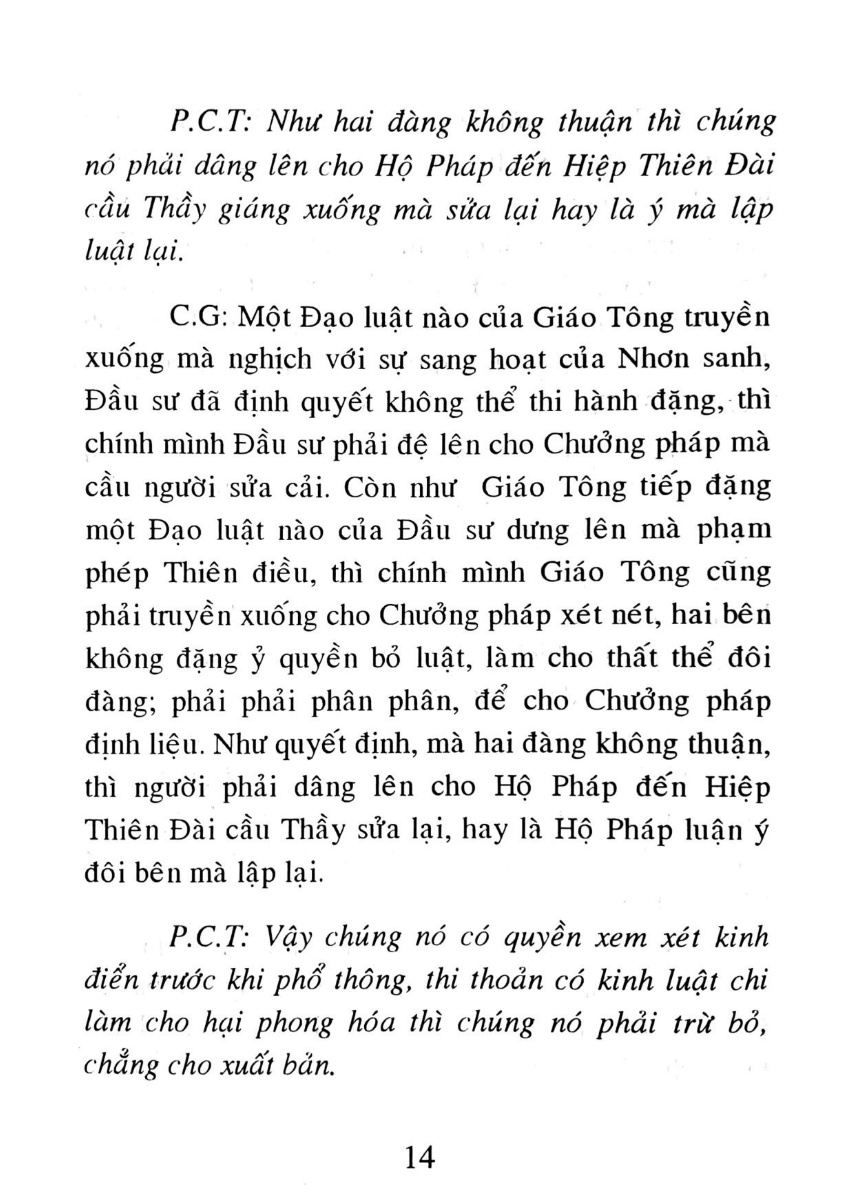 P.C.T: Như hai đàng không thuận thì chúng
nó phải dâng lên cho Hộ Pháp đến Hiệp Thiên Đài
cầu Thầy giáng xuống mà sửa lại hay là ý mà lập
luật lại.
C.G: Một Đạo luật nào của Giáo Tông truyền
xuống mà nghịch với sự sang hoạt của Nhơn sanh,
Đầu sư đã định quyết không thể thi hành đặng, thì
chính mình Đầu sư phải đệ lên cho Chưởng pháp mà
cầu người sửa cải. Còn như Giáo Tông tiếp đặng
một Đạo luật nào của Đầu sư dưng lên mà phạm
phép Thiên điều, thì chính mình Giáo Tông cũng
phải truyền xuống cho Chưởng pháp xét nét, hai bên
không đặng ỷ quyền bỏ luật, làm cho thất thể đôi
đàng; phải phải phân phân, để cho Chưởng pháp
định liệu. Như quyết định, mà hai đàng không thuận,
thì người phải dâng lên cho Hộ Pháp đến Hiệp
Thiên Đài cầu Thầy sửa lại, hay là Hộ Pháp luận ý
đôi bên mà lập lại.
P.C.T: Vậy chúng nó có quyền xem xét kinh
điển trước khi phổ thông, thi thoản có kinh luật chi
làm cho hại phong hóa thì chúng nó phải trừ bỏ,
chẳng cho xuất bản.
14